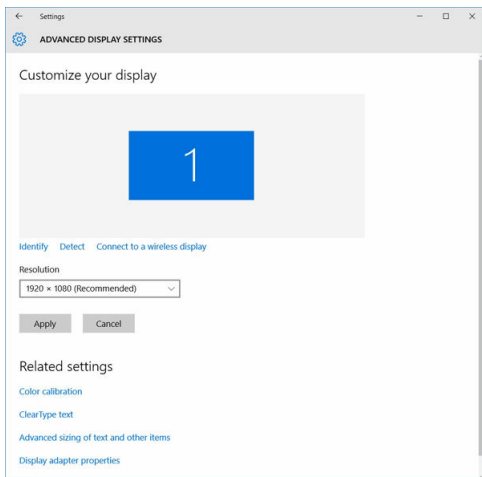 Settings
ADVANCED DISPLAY SETTINGS
Customize your display
1
Identify Detect Connect to a wireless display
Resolution
1920 × 1080 (Recommended)
Apply Cancel
Related settings
Color calibration
ClearType text
Advanced sizing of text and other items
Display adapter properties